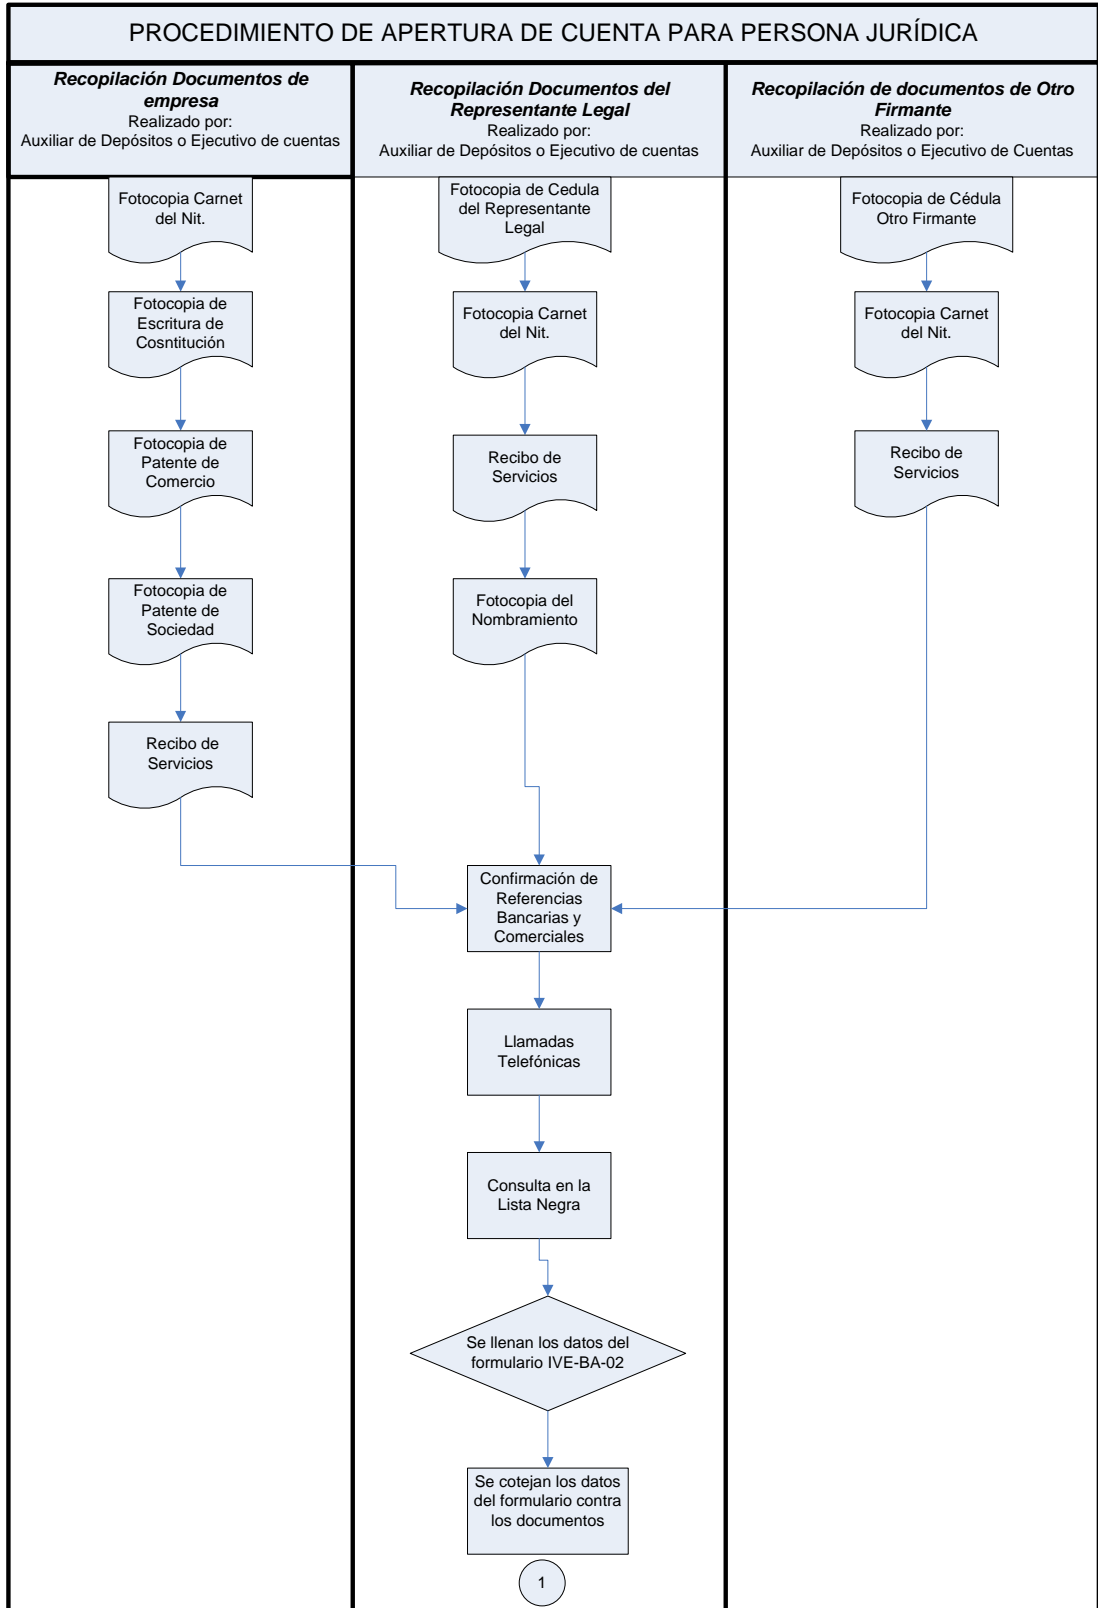 PROCEDIMIENTO DE APERTURA DE CUENTA PARA PERSONA JURÍDICA
Recopilación Documentos de
empresa
Realizado por:
Auxiliar de Depósitos o Ejecutivo de cuentas
Recopilación Documentos del
Representante Legal
Realizado por:
Auxiliar de Depósitos o Ejecutivo de cuentas
Recopilación de documentos de Otro
Firmante
Realizado por:
Auxiliar de Depósitos o Ejecutivo de Cuentas
Fotocopia Carnet
del Nit.
Fotocopia de
Escritura de
Cosntitución
Fotocopia de
Patente de
Comercio
Fotocopia de
Patente de
Sociedad
Recibo de
Servicios
Fotocopia de Cedula
del Representante
Legal
Fotocopia Carnet
del Nit.
Recibo de
Servicios
Fotocopia del
Nombramiento
Fotocopia de Cédula
Otro Firmante
Fotocopia Carnet
del Nit.
Recibo de
Servicios
Confirmación de
Referencias
Bancarias y
Comerciales
Llamadas
Telefónicas
Consulta en la
Lista Negra
Se llenan los datos del
formulario IVE-BA-02
Se cotejan los datos
del formulario contra
los documentos
1